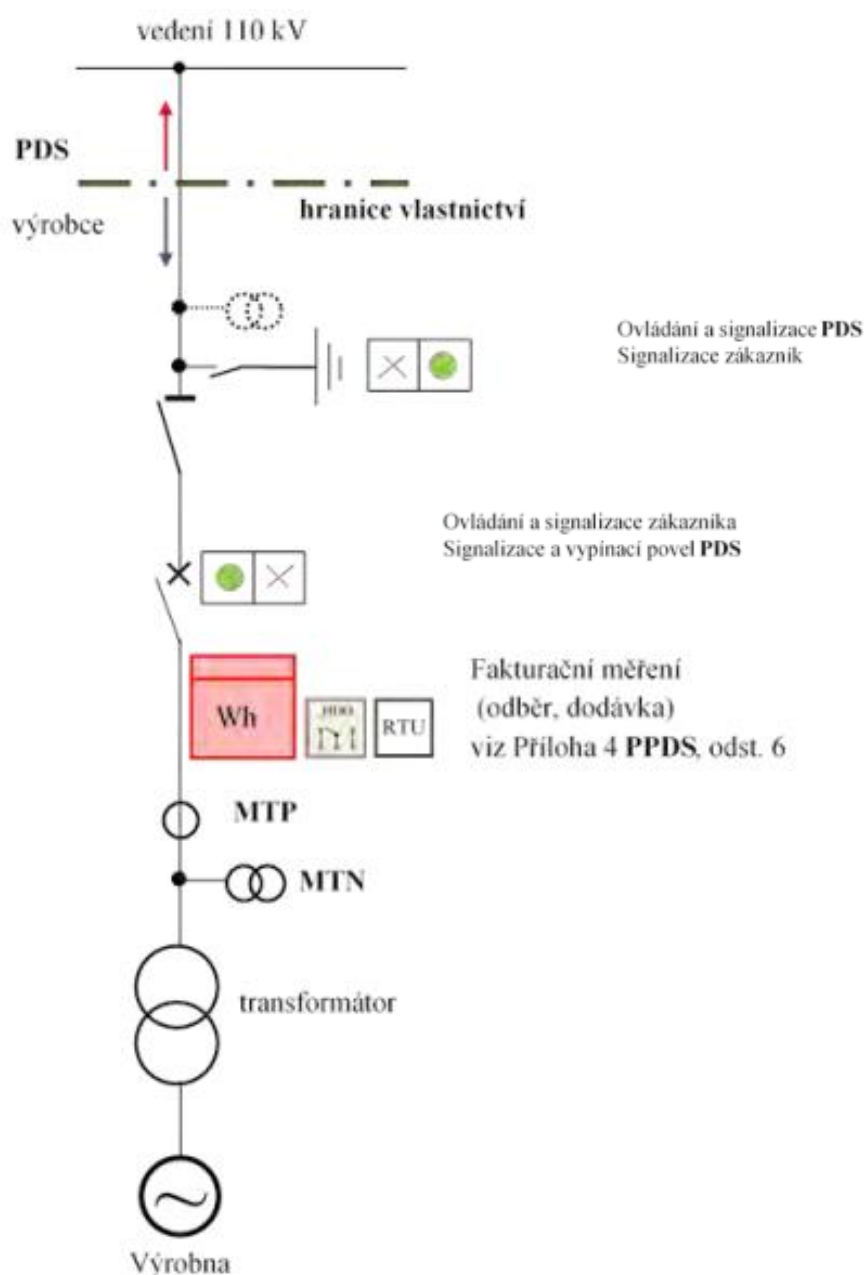 vedení 110 kV
PDS
hranice vlastnictví
výrobce
Ovládání a signalizace PDS
Signalizace zákazník
Ovládání a signalizace zákazníka
Signalizace a vypínací povel PDS
Fakturační měření
(odběr, dodávka)
viz Příloha 4 PPDS, odst. 6
Wh
HDO
RTU
MTP
MTN
transformátor
Výrobna